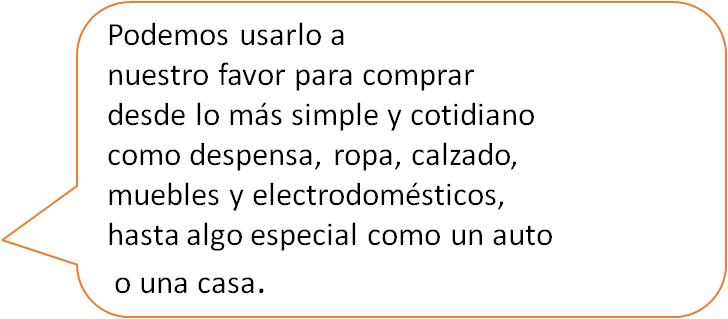 Podemos usarlo a
nuestro favor para comprar
desde lo más simple y cotidiano
como despensa, ropa, calzado,
muebles y electrodomésticos,
hasta algo especial como un auto
o una casa.